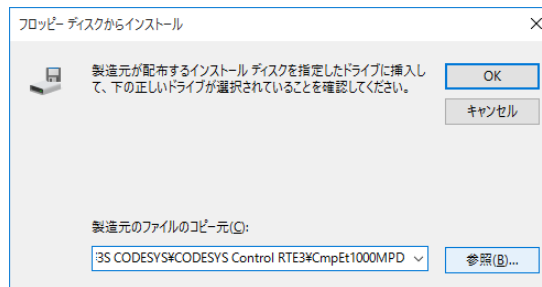 フロッピー ディスクからインストール
製造元が配布するインストール ディスクを指定したドライブに挿入し
て、下の正しいドライブが選択されていることを確認してください。
OK
キャンセル
製造元のファイルのコピー元(C):
3S CODESYS¥CODESYS Control RTE3¥CmpEt1000MPD
参照(B)...